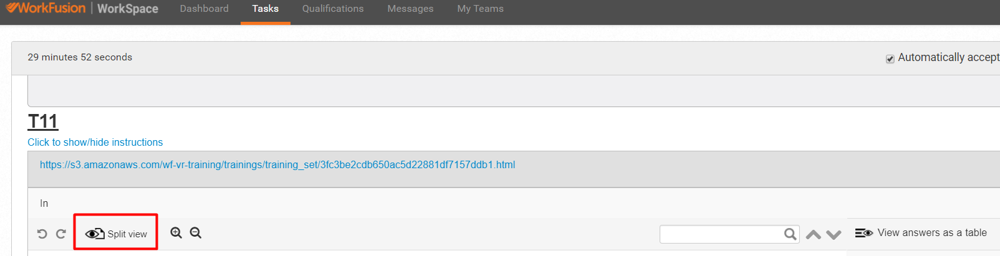 WorkFusion | WorkSpace Dashboard Tasks Qualifications Messages My Teams
29 minutes 52 seconds Automatically accept
T11
Click to show/hide instructions
https://s3.amazonaws.com/wf-vr-training/trainings/training_set/3fc3be2cdb650ac5d22881df7157ddb1.html
In
Split view View answers as a table